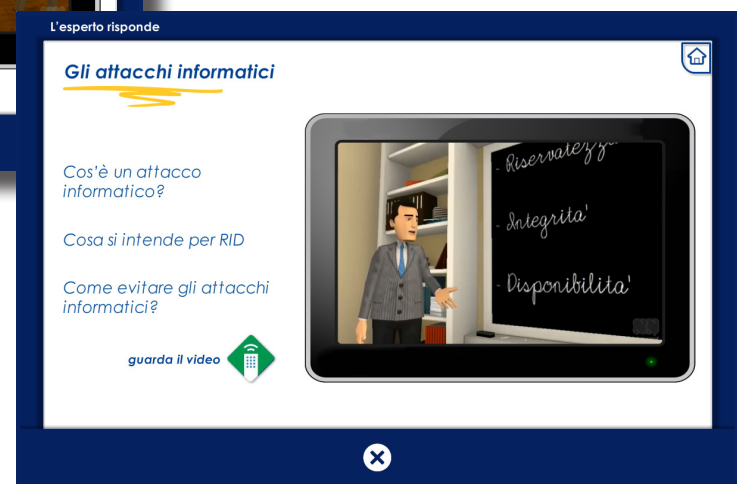 L'esperto risponde
Gli attacchi informatici
Cos'è un attacco
informatico?
Cosa si intende per RID
Come evitare gli attacchi
informatici?
guarda il video
- Riservatezza
- Integrita'
- Disponibilita'